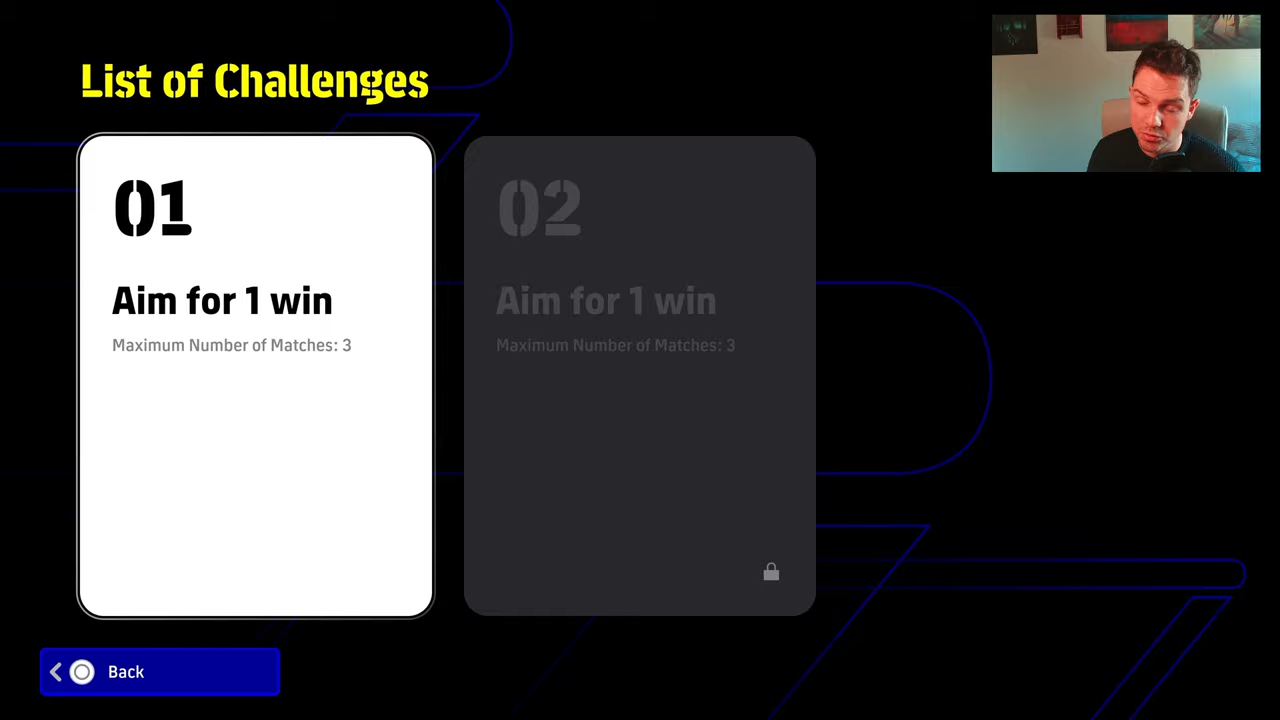 List of Challenges
01
Aim for 1 win
Maximum Number of Matches: 3
02
Aim for 1 win
Maximum Number of Matches: 3
Back